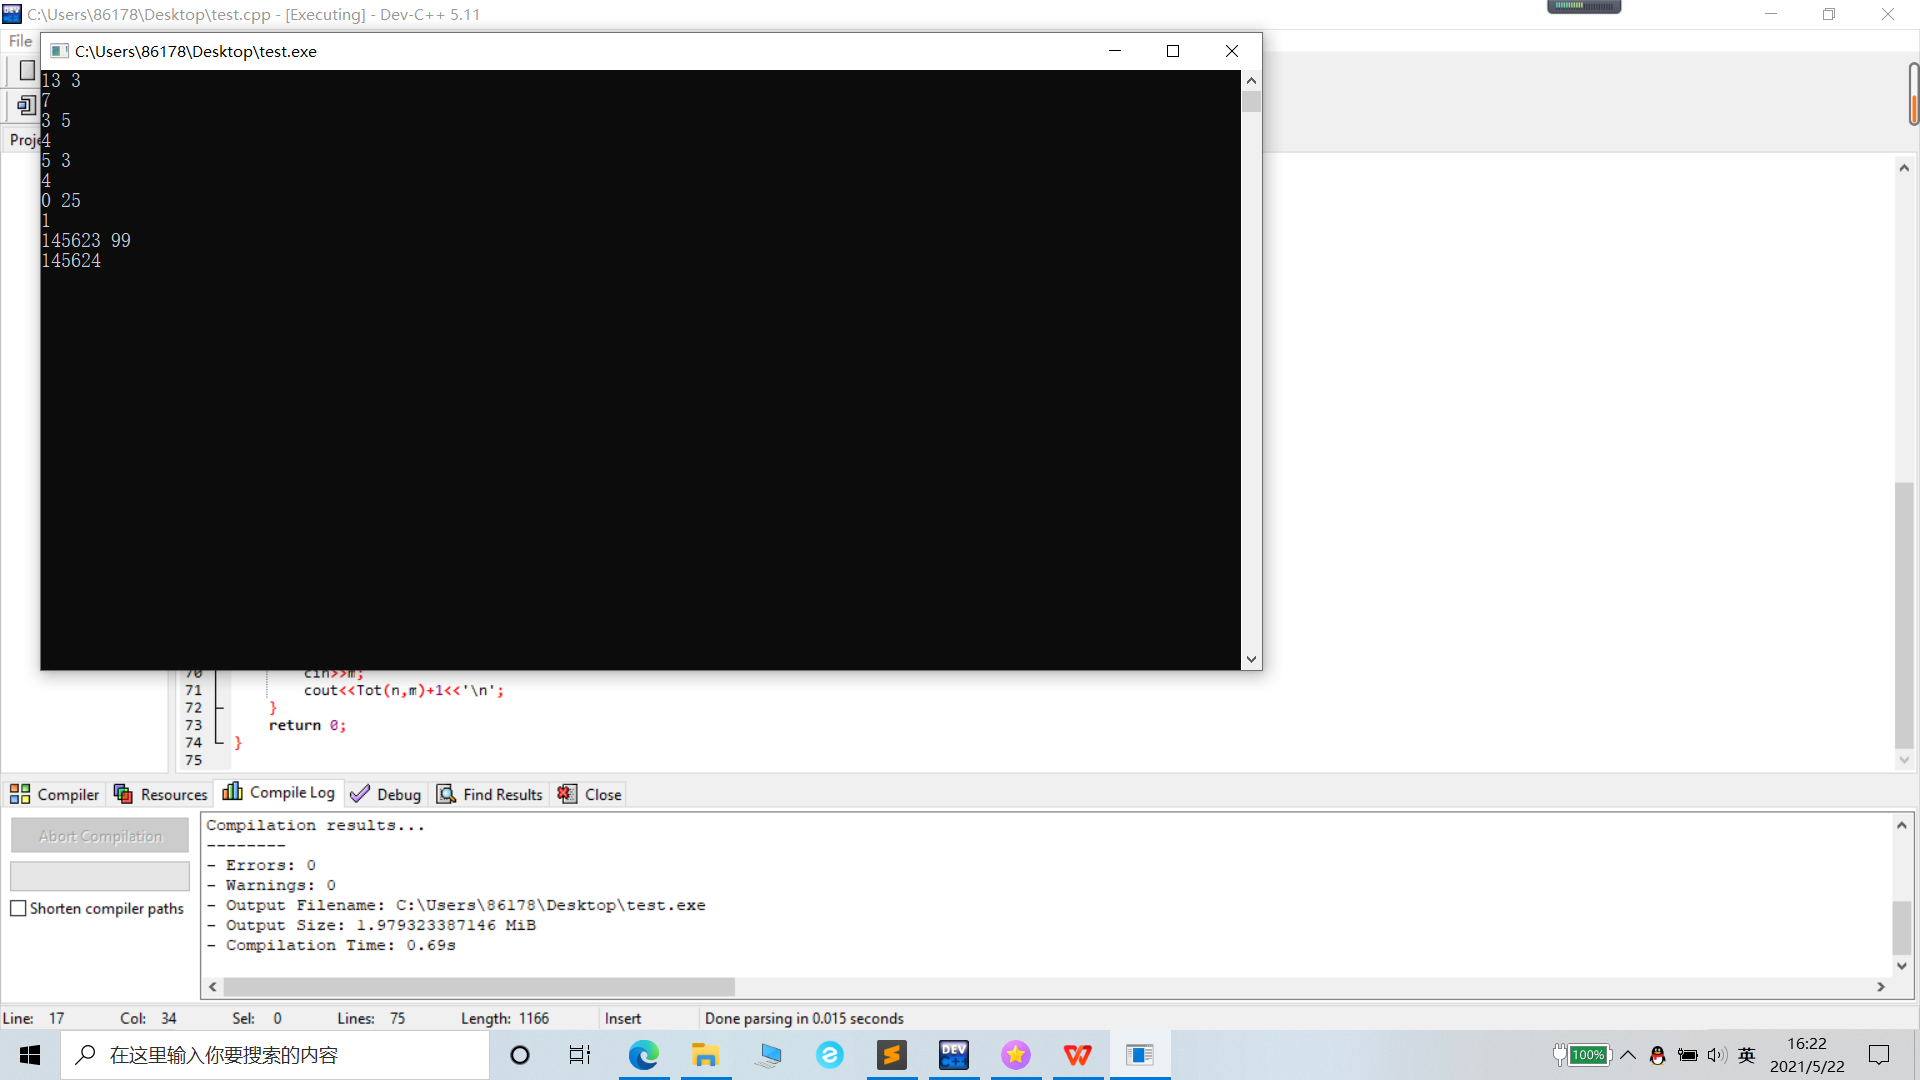 C:\Users\86178\Desktop\test.cpp - [Executing] - Dev-C++ 5.11
File
C:\Users\86178\Desktop\test.exe
13 3
7
3 5
4
5 3
4
0 25
1
145623 99
145624
Proje
70 cin>>m;
71 cout<<Tot(n,m)+1<<'\n';
72 }
73 return 0;
74 }
75
Compiler Resources Compile Log Debug Find Results Close
Abort Compilation
Shorten compiler paths
Compilation results...
--------
- Errors: 0
- Warnings: 0
- Output Filename: C:\Users\86178\Desktop\test.exe
- Output Size: 1.979323387146 MiB
- Compilation Time: 0.69s
Line: 17 Col: 34 Sel: 0 Lines: 75 Length: 1166 Insert Done parsing in 0.015 seconds
在这里输入你要搜索的内容
DEV
100%
英
16:22
2021/5/22